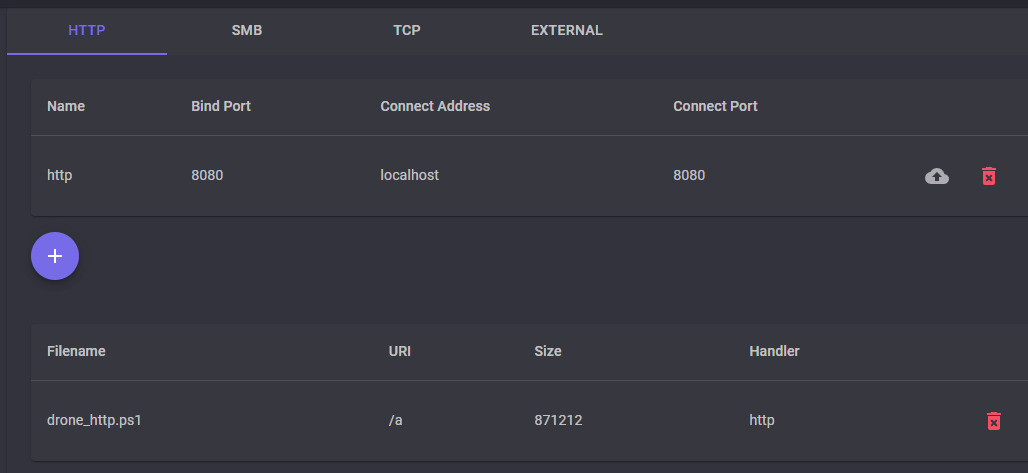 HTTP SMB TCP EXTERNAL
Name Bind Port Connect Address Connect Port
http 8080 localhost 8080
Filename URI Size Handler
drone_http.ps1 /a 871212 http